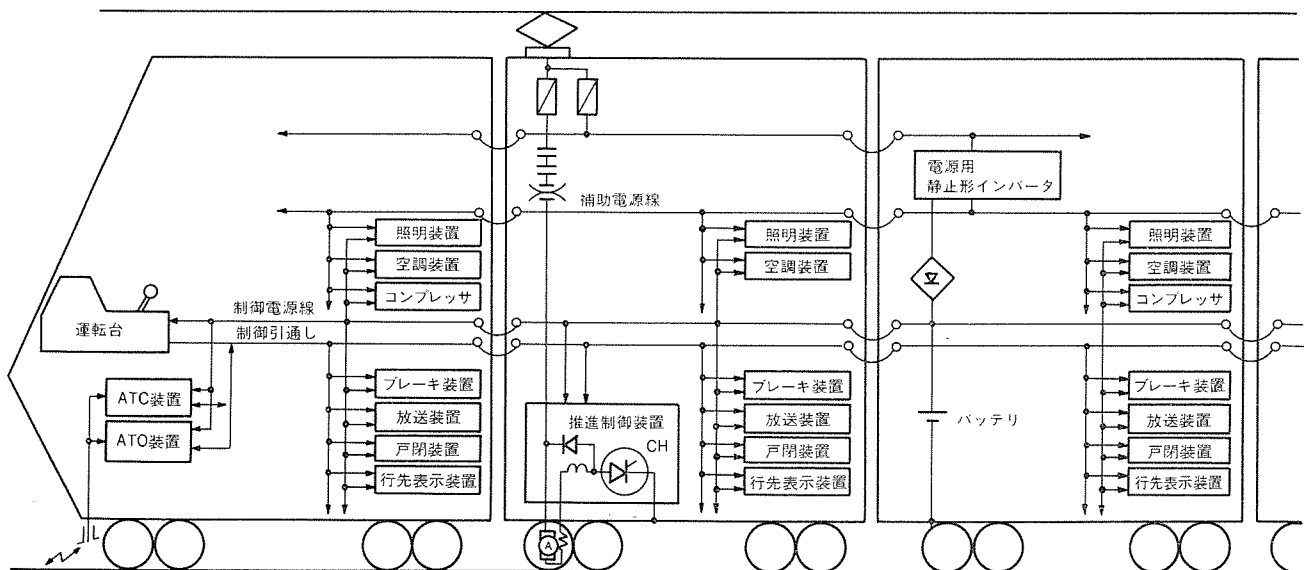 電源用
静止形インバータ
補助電源線
照明装置
空調装置
コンプレッサ
照明装置
空調装置
照明装置
空調装置
コンプレッサ
運転台
制御電源線
制御引通し
ATC装置
ATO装置
ブレーキ装置
放送装置
戸閉装置
行先表示装置
推進制御装置
CH
A
ブレーキ装置
放送装置
戸閉装置
行先表示装置
バッテリ
ブレーキ装置
放送装置
戸閉装置
行先表示装置